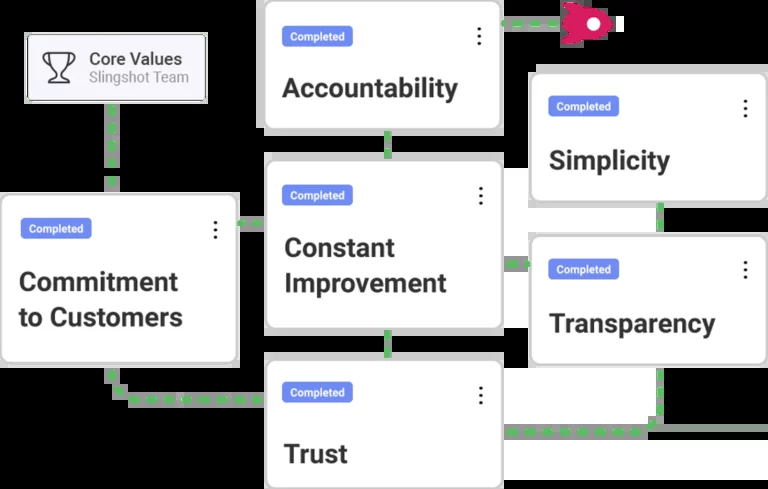 Core Values
Slingshot Team
Completed
Accountability
Completed
Simplicity
Completed
Constant
Improvement
Completed
Commitment
to Customers
Completed
Transparency
Completed
Trust